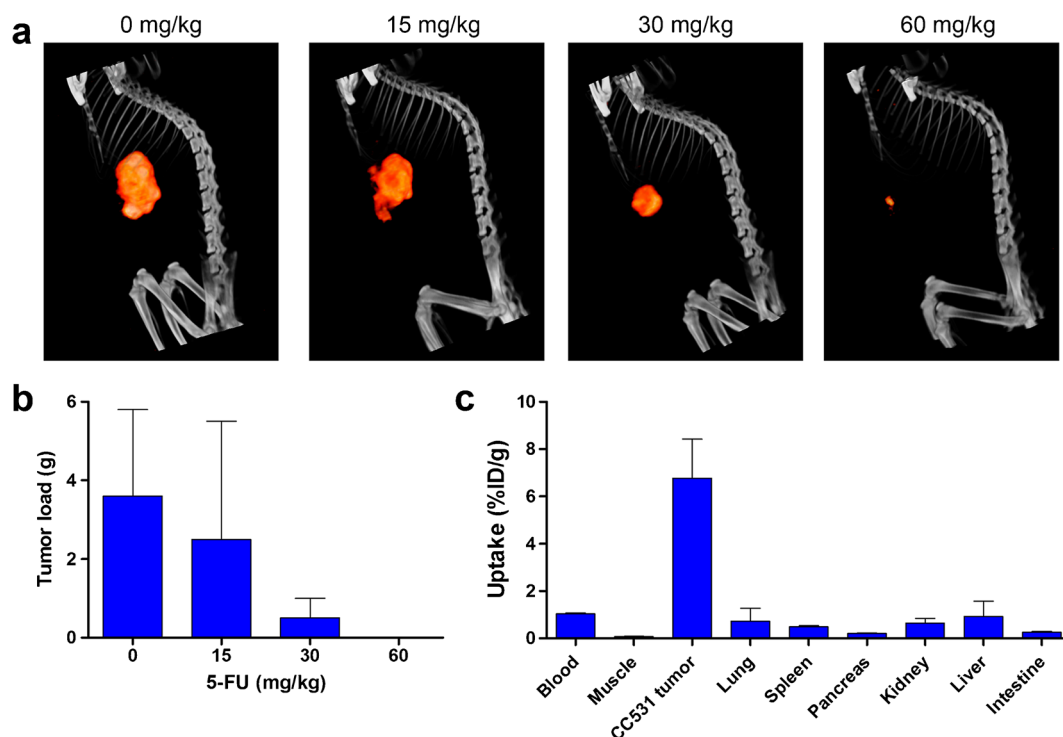 a
0 mg/kg 15 mg/kg 30 mg/kg 60 mg/kg
b
Tumor load (g)
6
4
2
0
0 15 30 60
5-FU (mg/kg)
c
Uptake (%ID/g)
10
8
6
4
2
0
Blood
Muscle
CC531 tumor
Lung
Spleen
Pancreas
Kidney
Liver
Intestine